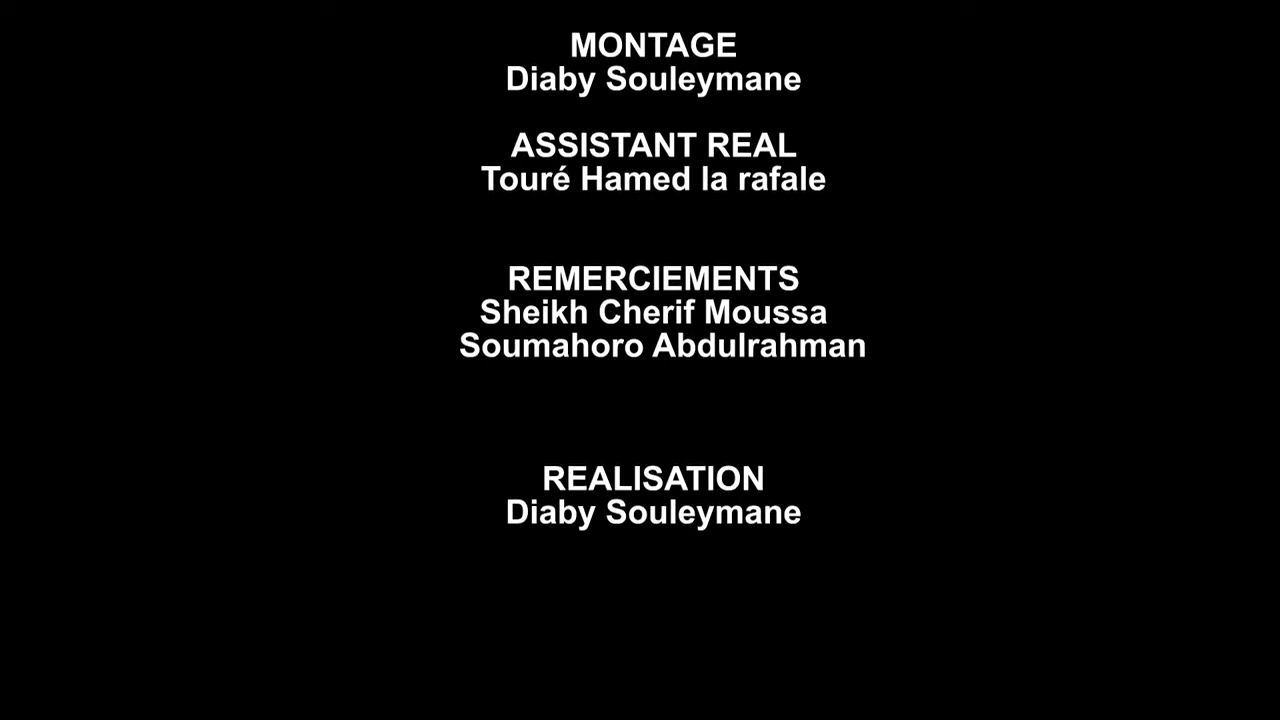 MONTAGE
Diaby Souleymane
ASSISTANT REAL
Touré Hamed la rafale
REMERCIEMENTS
Sheikh Cherif Moussa
Soumahoro Abdulrahman
REALISATION
Diaby Souleymane